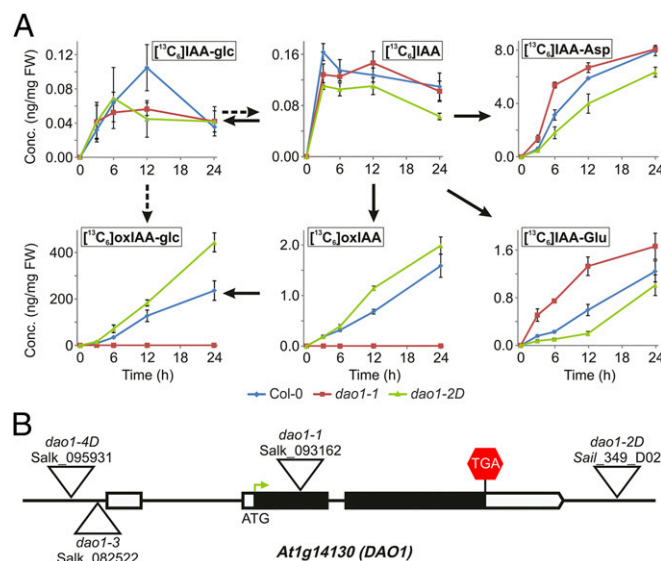 A
[¹³C₆]IAA-glc
[¹³C₆]IAA
[¹³C₆]IAA-Asp
Conc. (ng/mg FW)
0.12
0.08
0.04
0.00
0 6 12 18 24
0.16
0.08
0.00
0 6 12 18 24
8.0
4.0
0.0
0 6 12 18 24
[¹³C₆]oxIAA-glc
[¹³C₆]oxIAA
[¹³C₆]IAA-Glu
Conc. (ng/mg FW)
400
200
0
0 6 12 18 24
Time (h)
2.0
1.0
0.0
0 6 12 18 24
Time (h)
1.6
0.8
0.0
0 6 12 18 24
Time (h)
Col-0 dao1-1 dao1-2D
B
dao1-4D
Salk_095931
dao1-1
Salk_093162
TGA
dao1-2D
Sail_349_D02
ATG
dao1-3
Salk_082522
At1g14130 (DAO1)